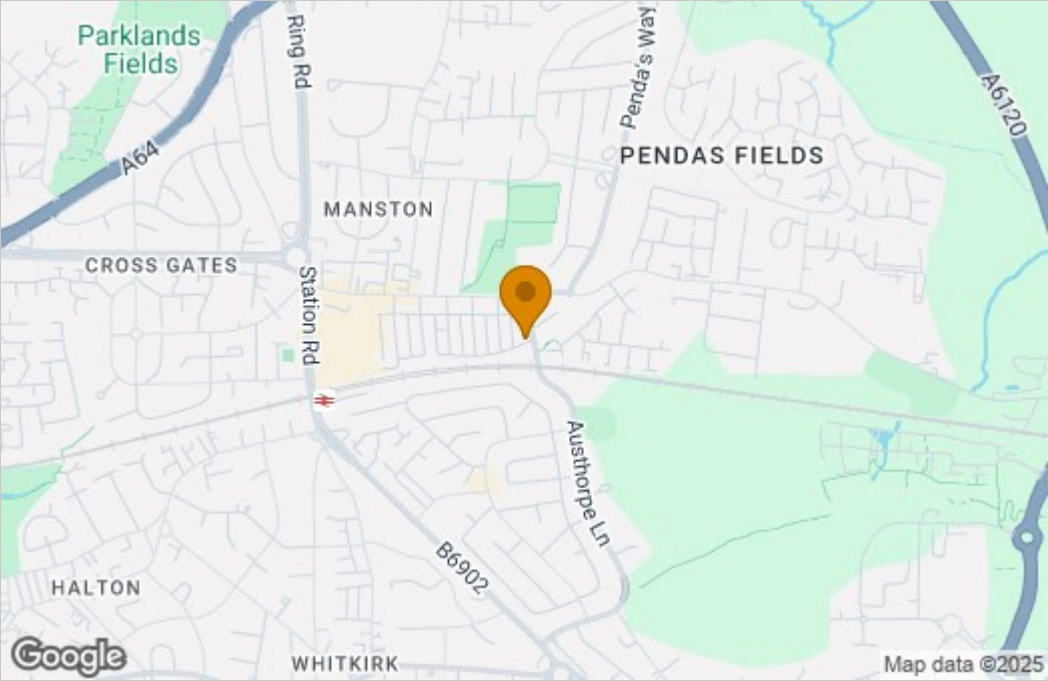 Parklands
Fields
Ring Rd
Penda's Way
A6120
A64
PENDAS FIELDS
MANSTON
CROSS GATES
Station Rd
Austhorpe Ln
B6902
HALTON
WHITKIRK
Google
Map data ©2025